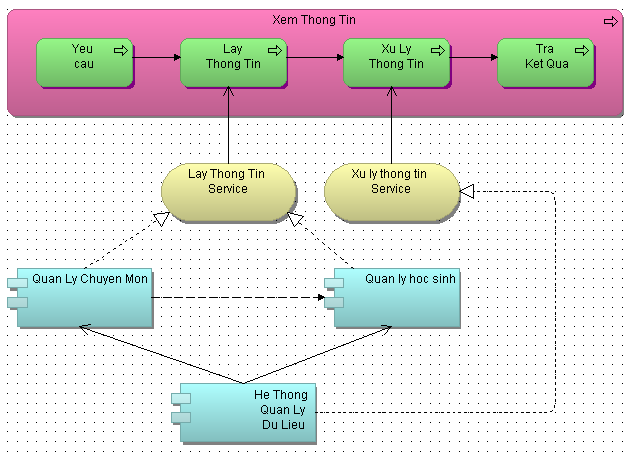 Xem Thong Tin
Yeu
cau
Lay
Thong Tin
Xu Ly
Thong Tin
Tra
Ket Qua
Lay Thong Tin
Service
Xu ly thong tin
Service
Quan Ly Chuyen Mon
Quan ly hoc sinh
He Thong
Quan Ly
Du Lieu